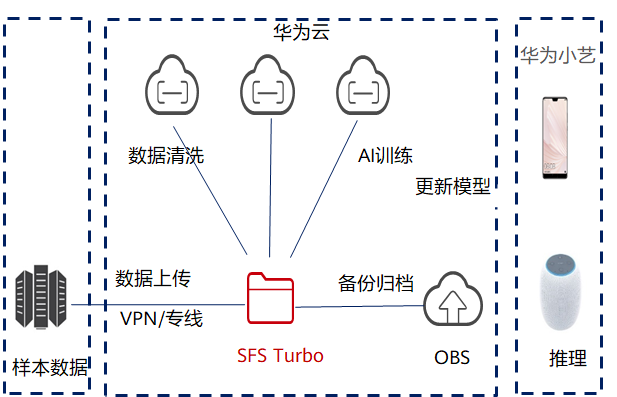 华为云
华为小艺
数据清洗
AI训练
更新模型
数据上传
备份归档
VPN/专线
样本数据
SFS Turbo
OBS
推理